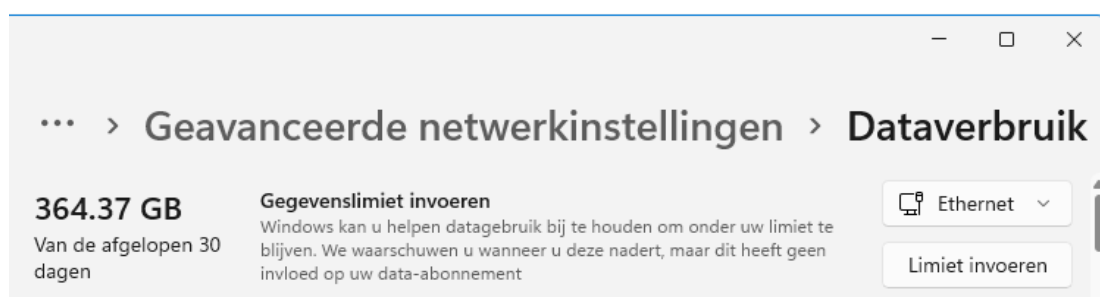 ··· > Geavanceerde netwerkinstellingen > Dataverbruik
364.37 GB
Van de afgelopen 30
dagen
Gegevenslimiet invoeren
Windows kan u helpen datagebruik bij te houden om onder uw limiet te
blijven. We waarschuwen u wanneer u deze nadert, maar dit heeft geen
invloed op uw data-abonnement
Ethernet
Limiet invoeren